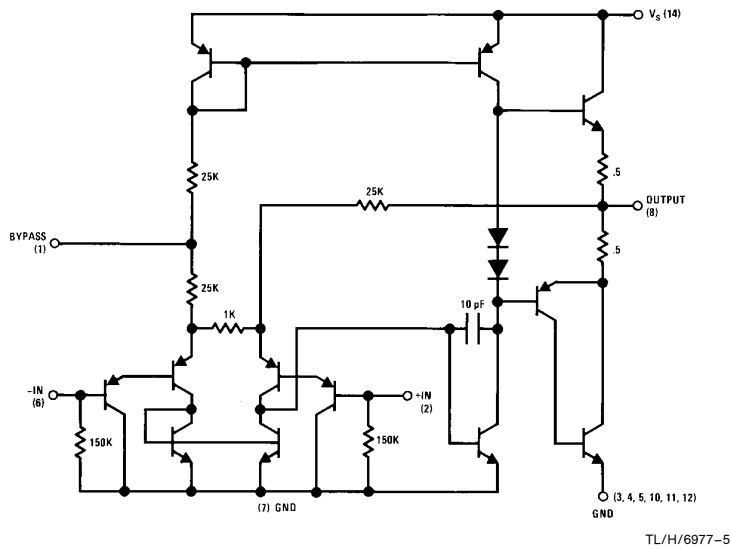 Vs (14)
25K
.5
25K
OUTPUT
(8)
BYPASS
(1)
.5
25K
10 pF
1K
-IN
(6)
+IN
(2)
150K
150K
(7) GND
(3, 4, 5, 10, 11, 12)
GND
TL/H/6977-5